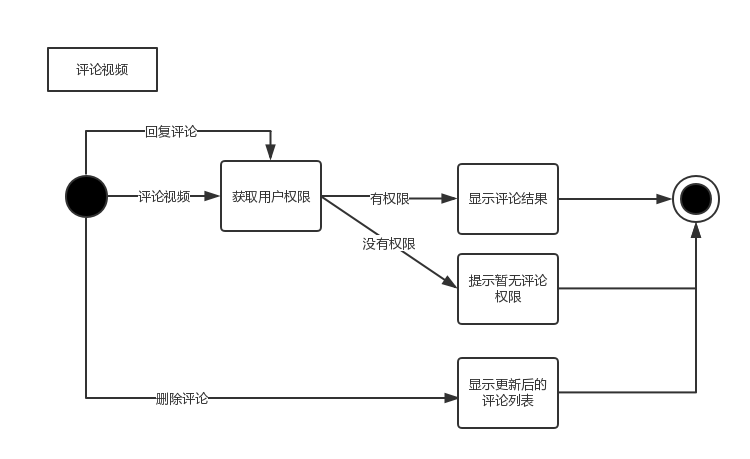 评论视频
回复评论
评论视频
获取用户权限
有权限
显示评论结果
没有权限
提示暂无评论
权限
显示更新后的
评论列表
删除评论